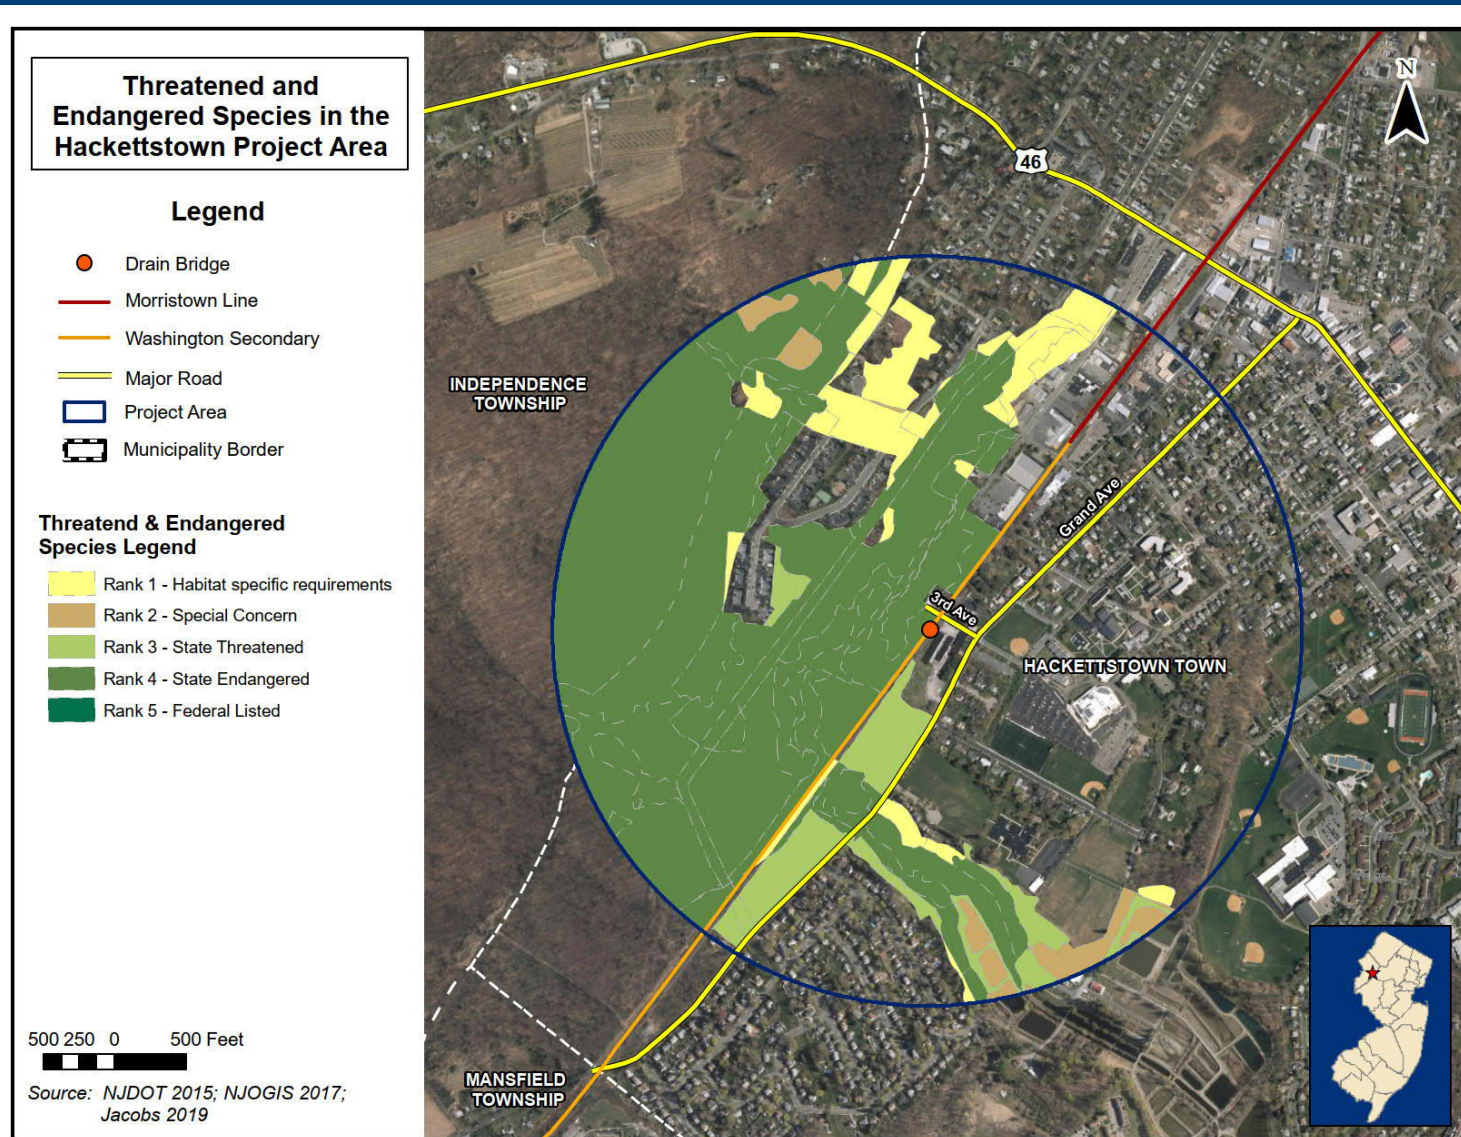 Threatened and
Endangered Species in the
Hackettstown Project Area
Legend
Drain Bridge
Morristown Line
Washington Secondary
Major Road
Project Area
Municipality Border
Threatend & Endangered
Species Legend
Rank 1 - Habitat specific requirements
Rank 2 - Special Concern
Rank 3 - State Threatened
Rank 4 - State Endangered
Rank 5 - Federal Listed
500 250 0 500 Feet
Source: NJDOT 2015; NJOGIS 2017;
Jacobs 2019
N
46
INDEPENDENCE
TOWNSHIP
Grand Ave
3rd Ave
HACKETTSTOWN TOWN
MANSFIELD
TOWNSHIP